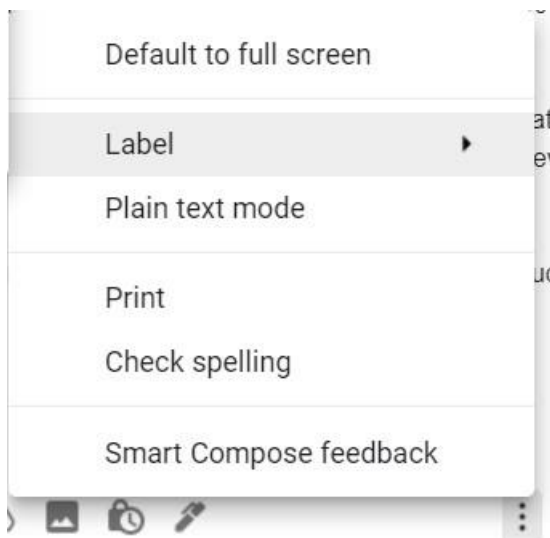 Default to full screen
Label
Plain text mode
Print
Check spelling
Smart Compose feedback